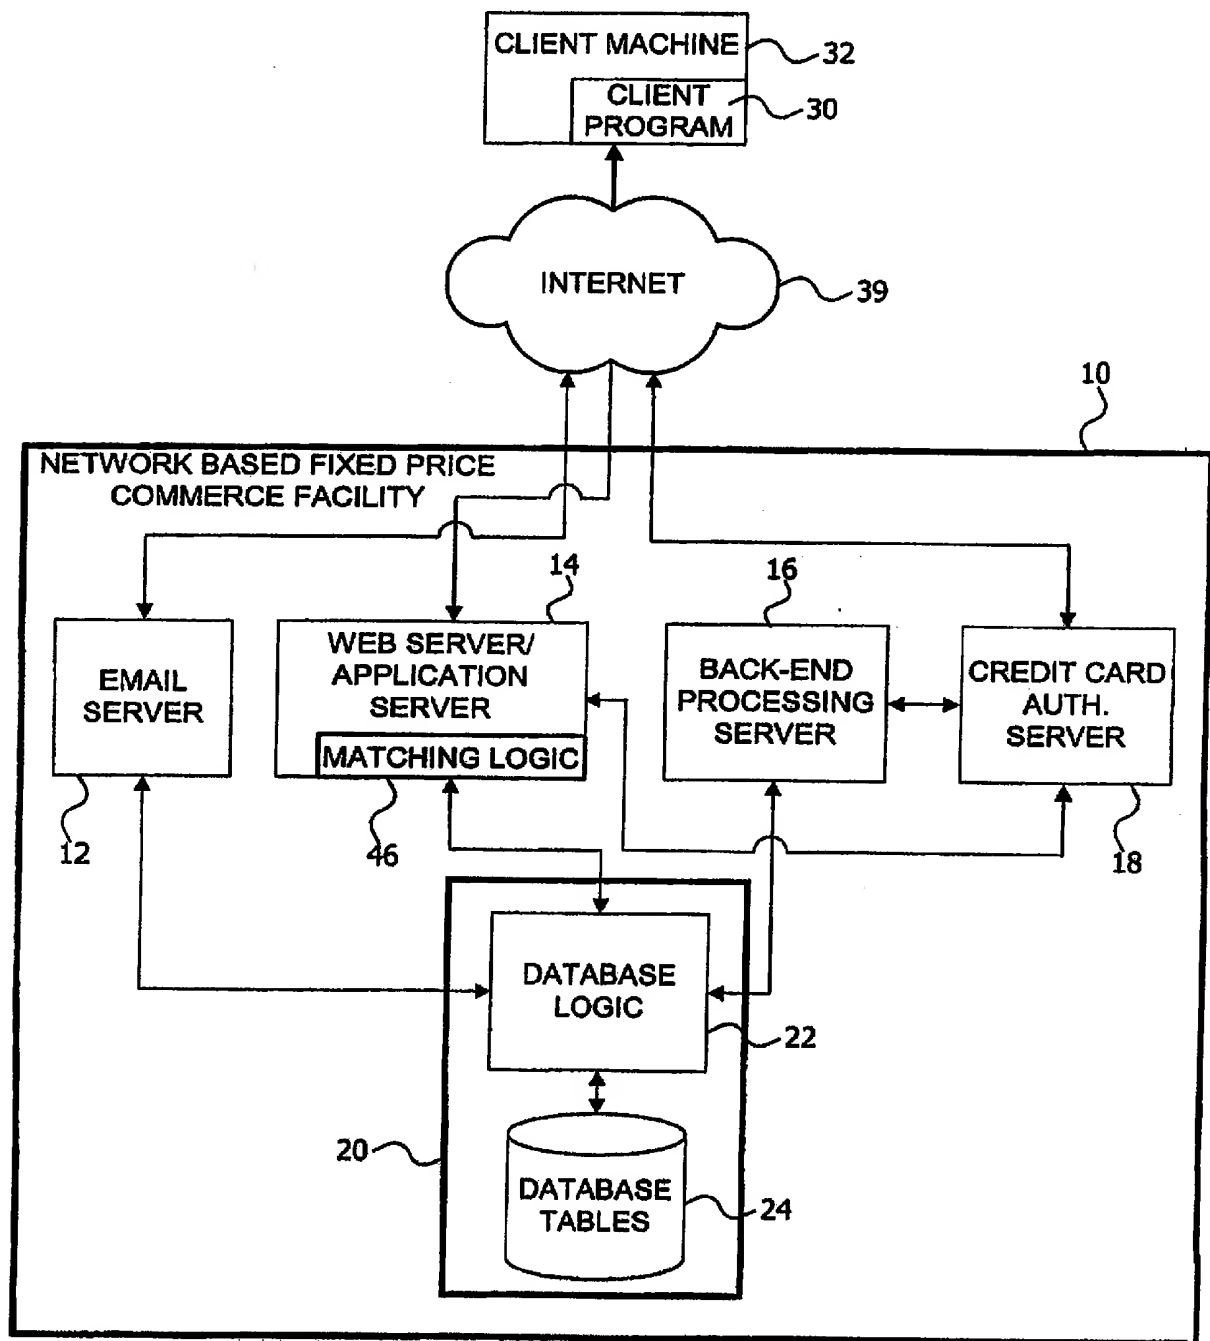 CLIENT MACHINE
32
CLIENT
PROGRAM
30
INTERNET
39
10
NETWORK BASED FIXED PRICE
COMMERCE FACILITY
14
16
EMAIL
SERVER
WEB SERVER/
APPLICATION
SERVER
MATCHING LOGIC
BACK-END
PROCESSING
SERVER
CREDIT CARD
AUTH.
SERVER
12
46
18
DATABASE
LOGIC
22
20
DATABASE
TABLES
24